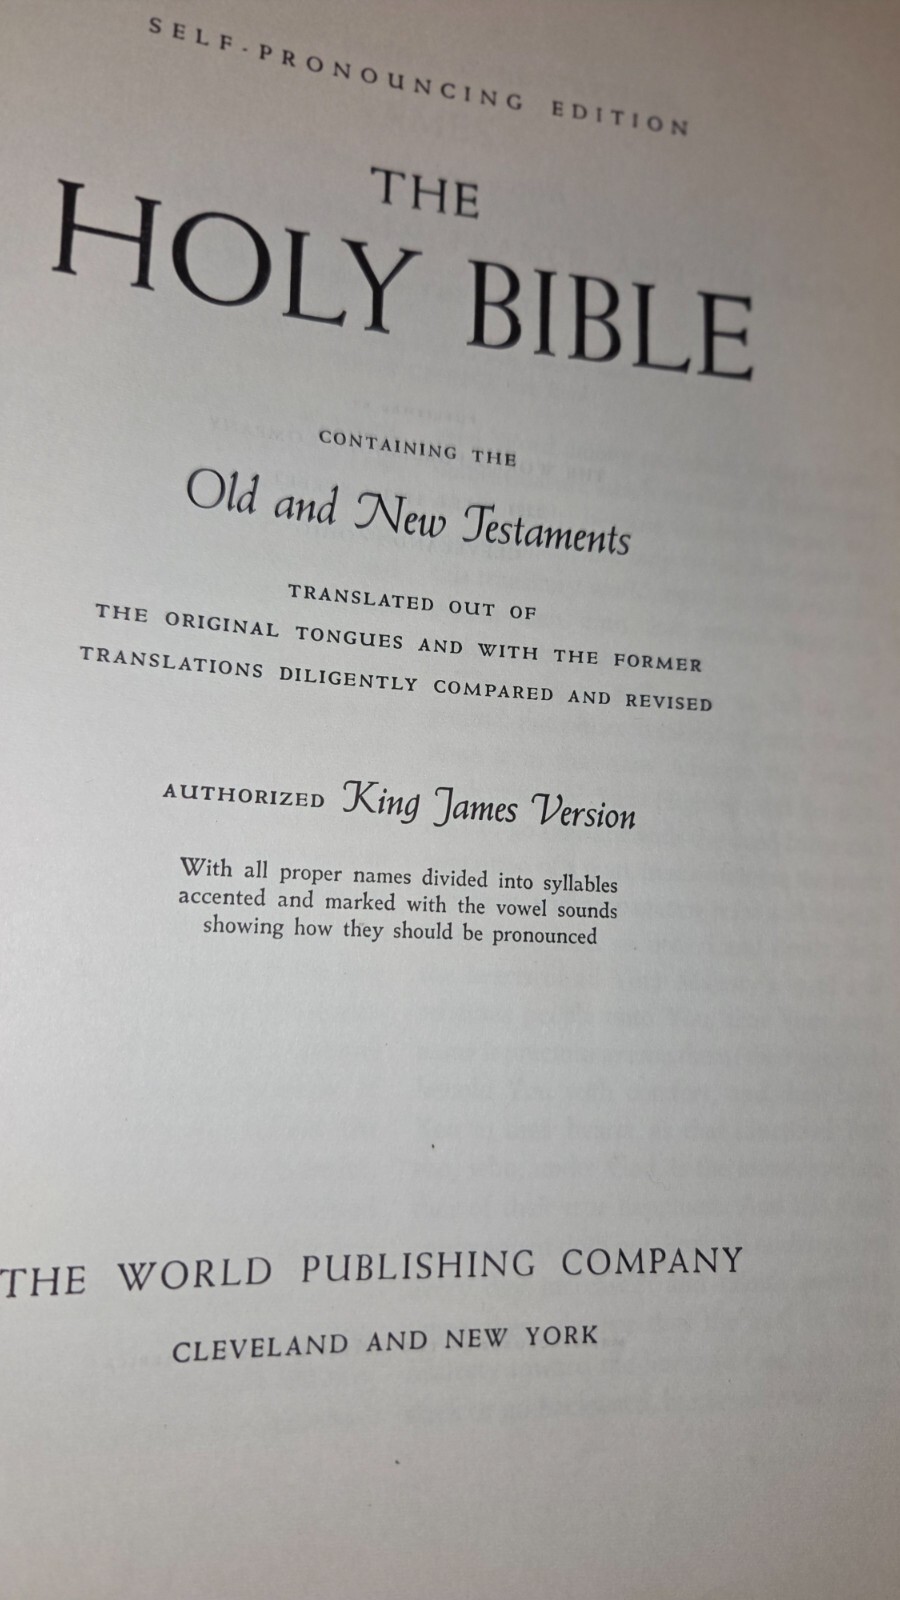 SELF-PRONOUNCING EDITION
THE
HOLY BIBLE
CONTAINING THE
Old and New Testaments
TRANSLATED OUT OF
THE ORIGINAL TONGUES AND WITH THE FORMER
TRANSLATIONS DILIGENTLY COMPARED AND REVISED
AUTHORIZED King James Version
With all proper names divided into syllables
accented and marked with the vowel sounds
showing how they should be pronounced
THE WORLD PUBLISHING COMPANY
CLEVELAND AND NEW YORK